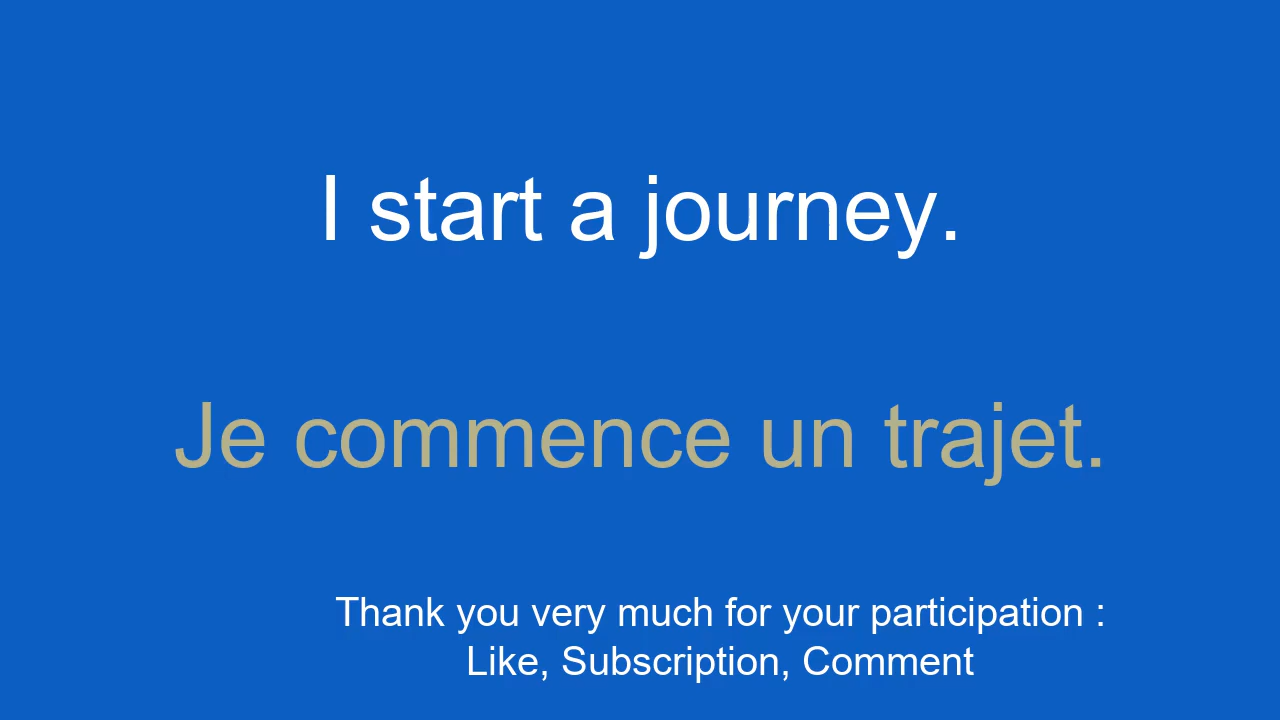 I start a journey.
Je commence un trajet.
Thank you very much for your participation :
Like, Subscription, Comment